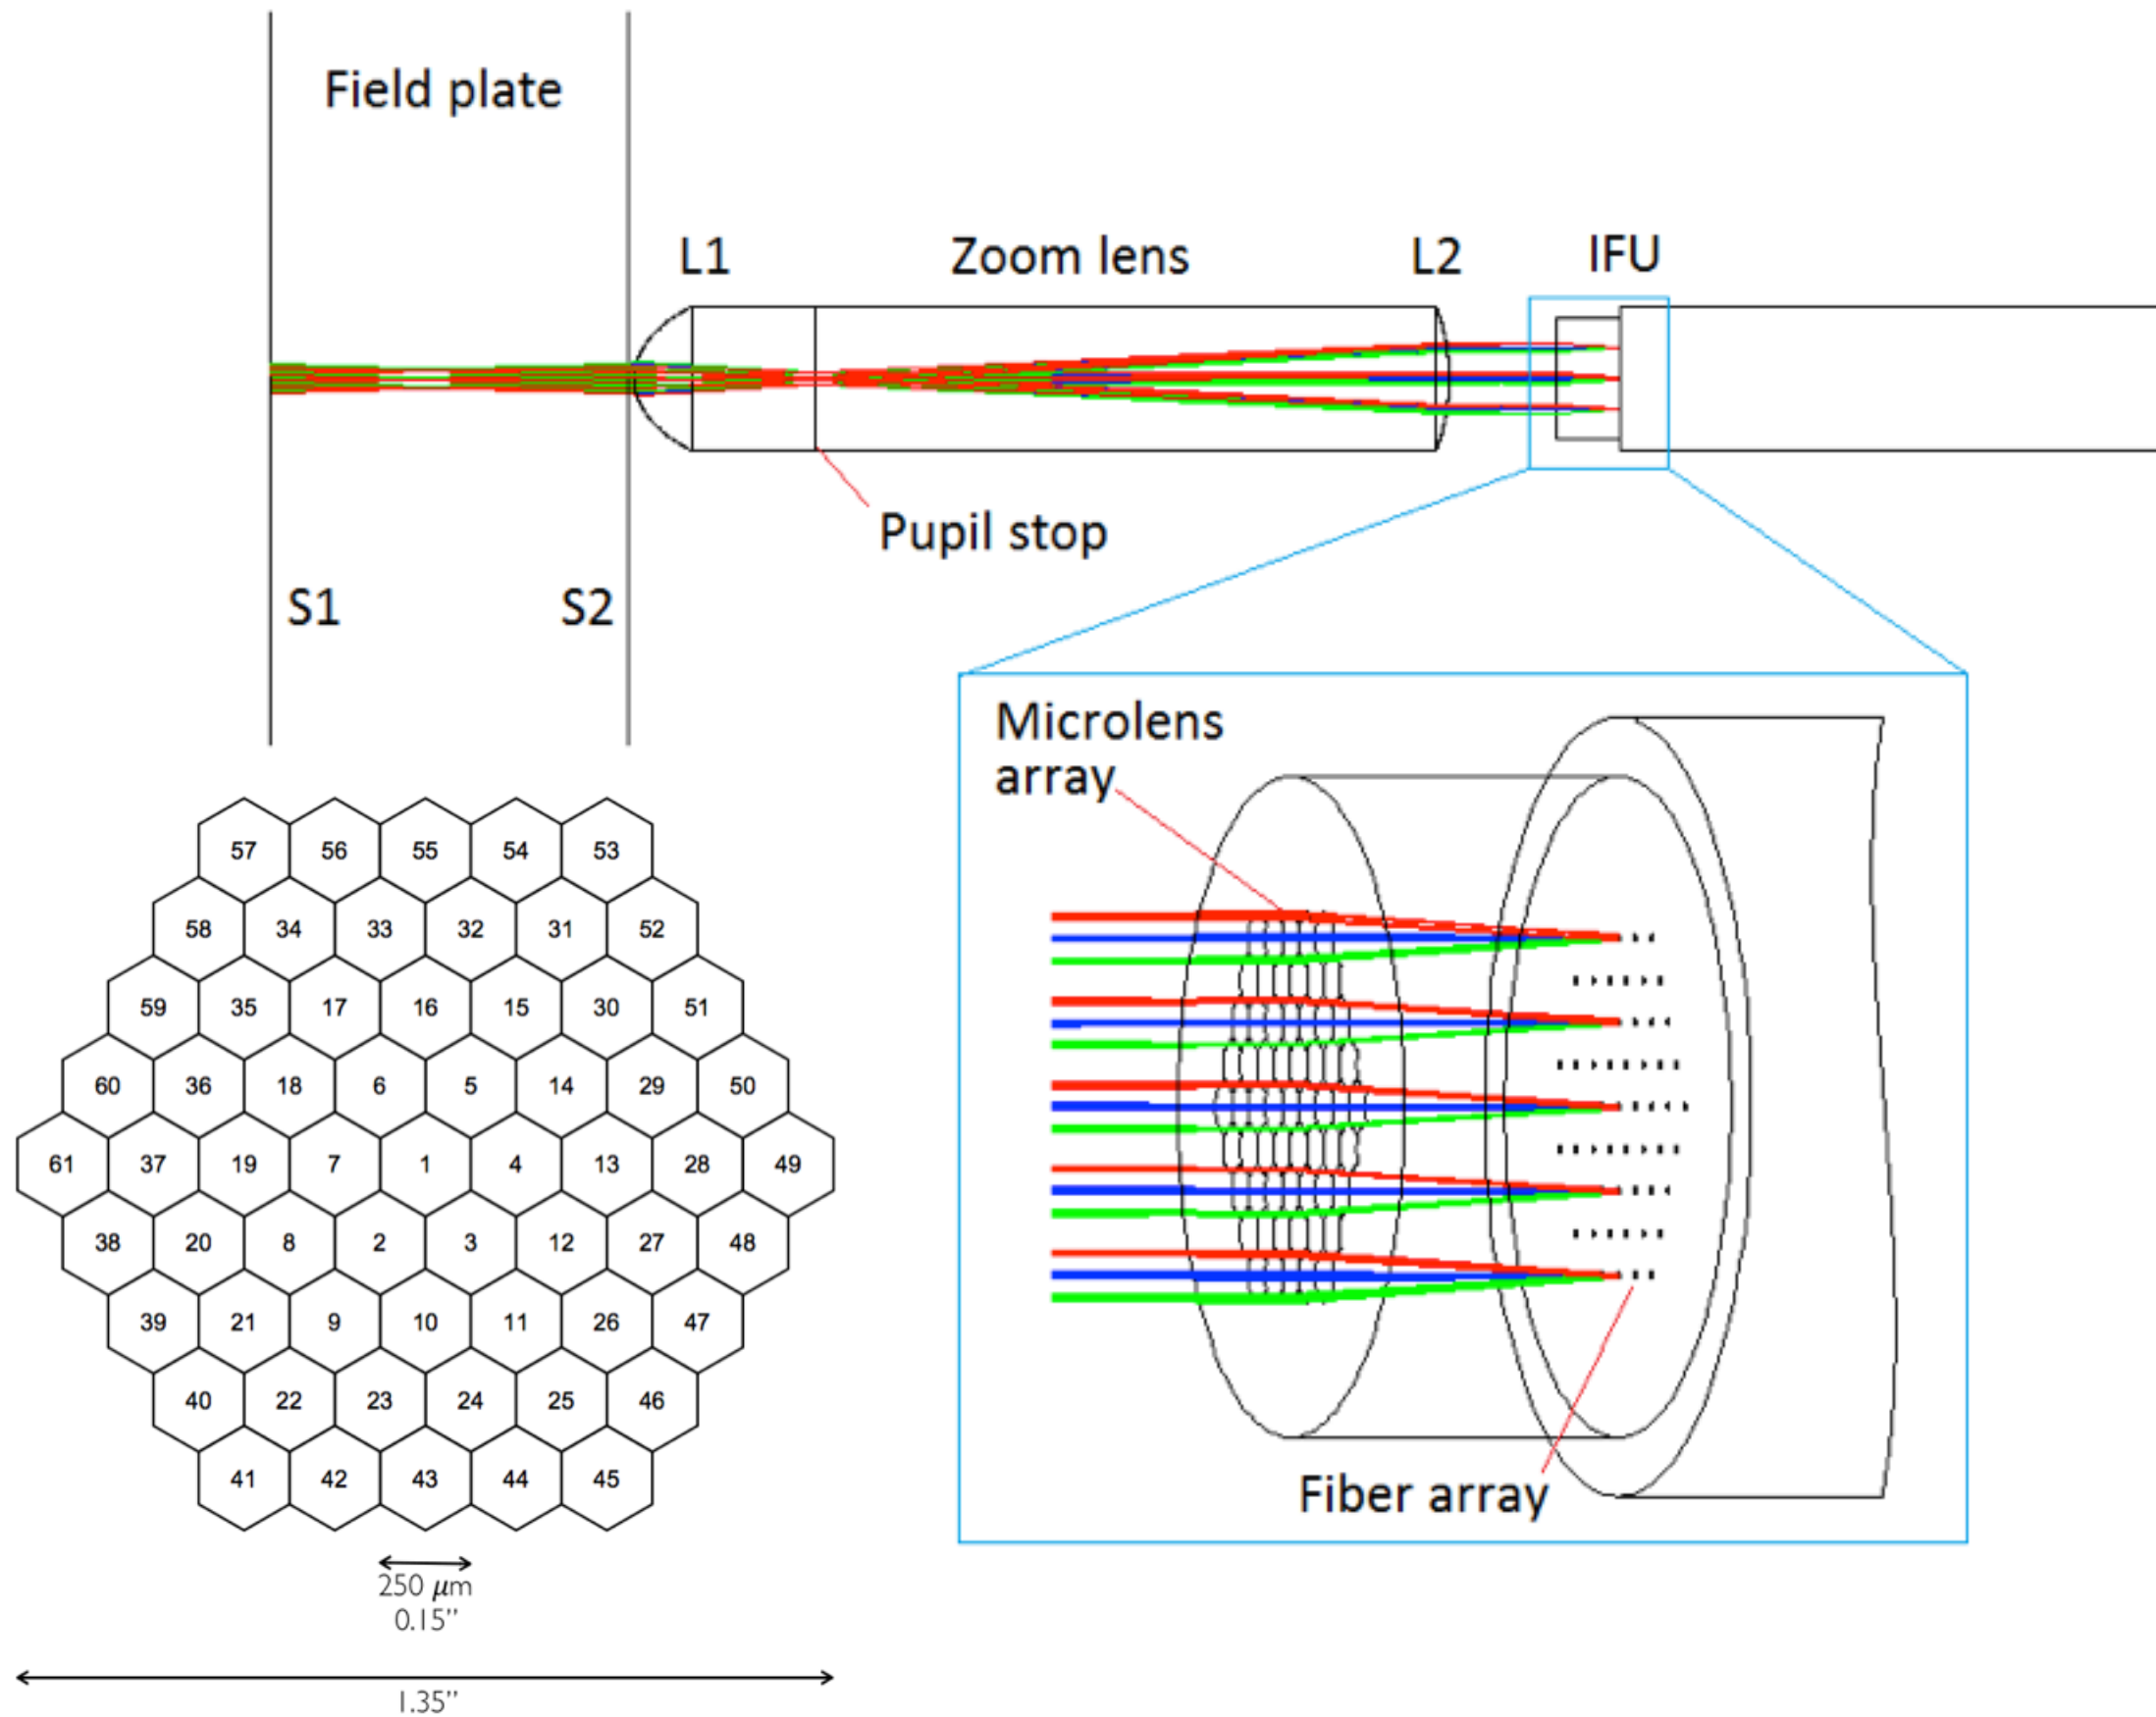 Field plate
L1 Zoom lens L2 IFU
Pupil stop
S1 S2
Microlens
array
57 56 55 54 53
58 34 33 32 31 52
59 35 17 16 15 30 51
60 36 18 6 5 14 29 50
61 37 19 7 1 4 13 28 49
38 20 8 2 3 12 27 48
39 21 9 10 11 26 47
40 22 23 24 25 46
41 42 43 44 45
Fiber array
250 μm
0.15”
1.35”